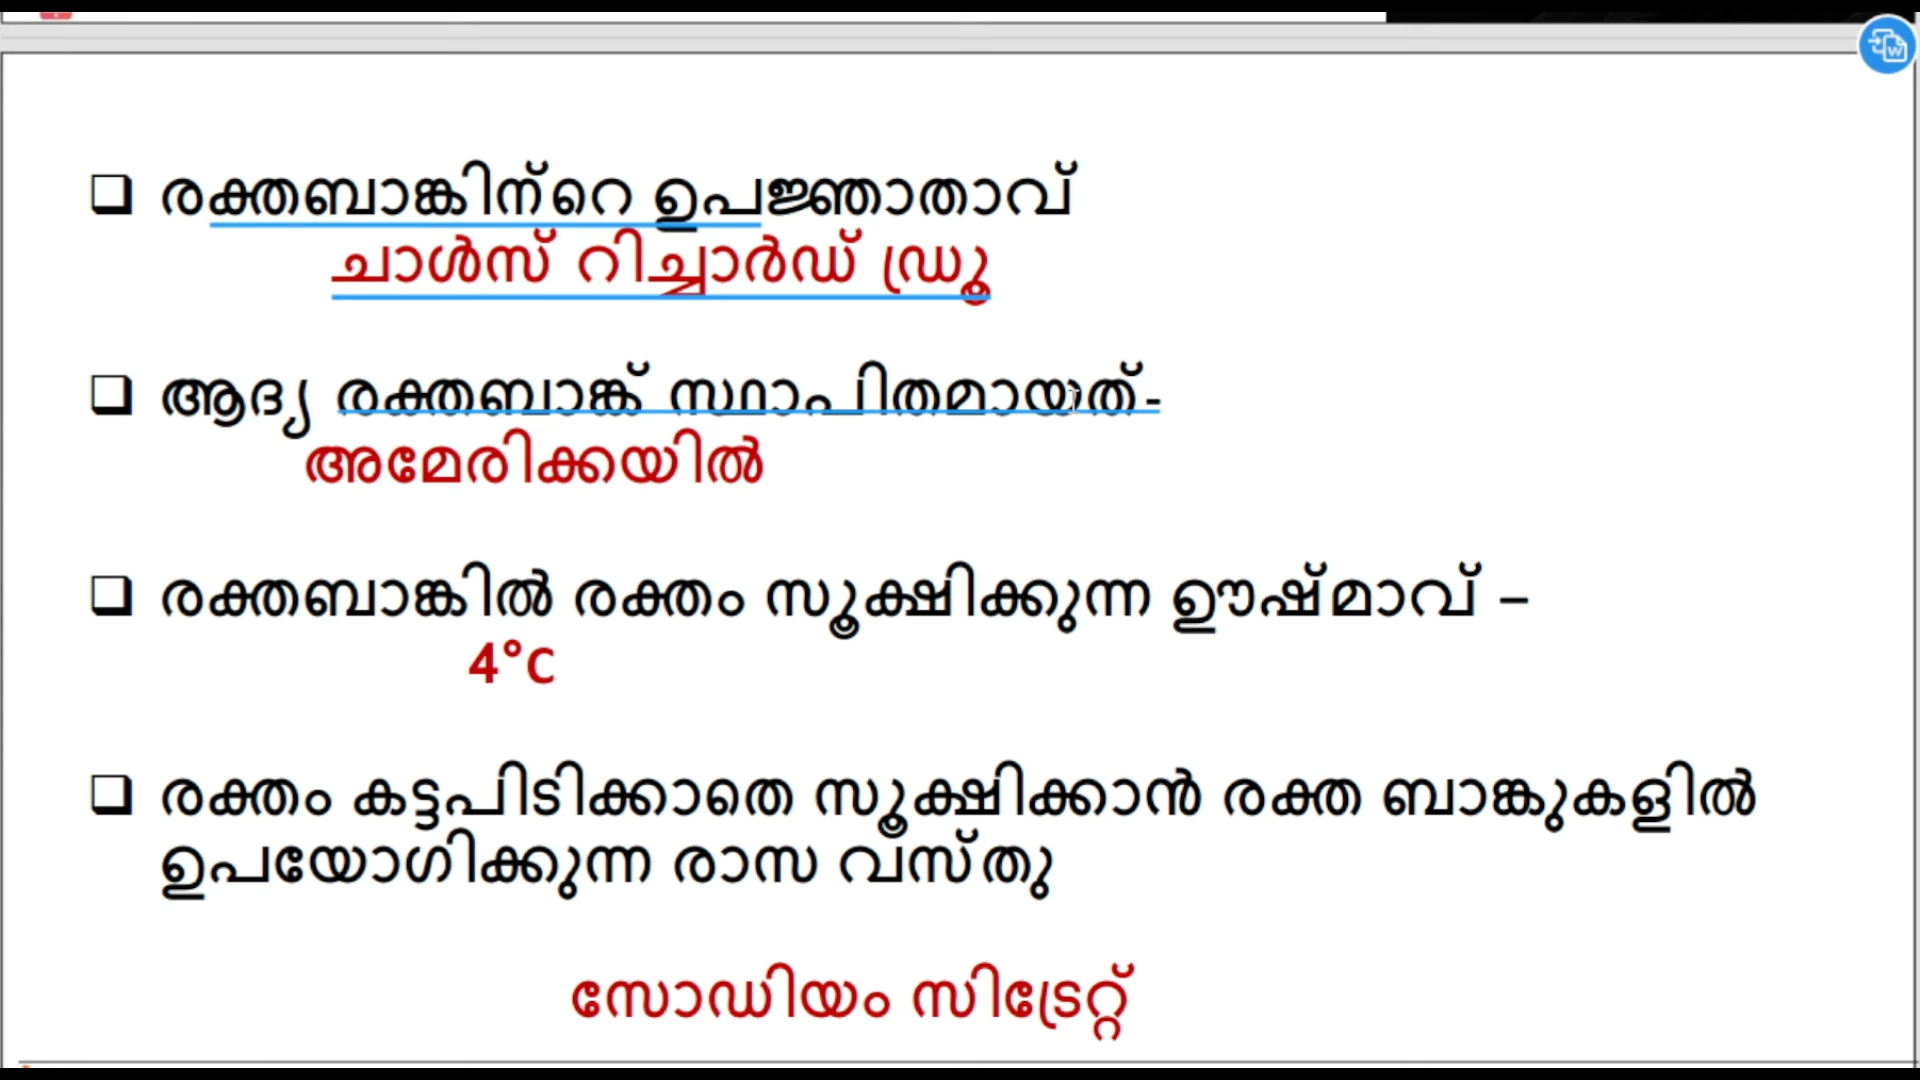 ❑ രക്തബാങ്കിന്റെ ഉപജ്ഞാതാവ്
ചാൾസ് റിച്ചാർഡ് ഡ്രൂ
❑ ആദ്യ രക്തബാങ്ക് സ്ഥാപിതമായത്-
അമേരിക്കയിൽ
❑ രക്തബാങ്കിൽ രക്തം സൂക്ഷിക്കുന്ന ഊഷ്മാവ് –
4°C
❑ രക്തം കട്ടപിടിക്കാതെ സൂക്ഷിക്കാൻ രക്ത ബാങ്കുകളിൽ
ഉപയോഗിക്കുന്ന രാസ വസ്തു
സോഡിയം സിട്രേറ്റ്